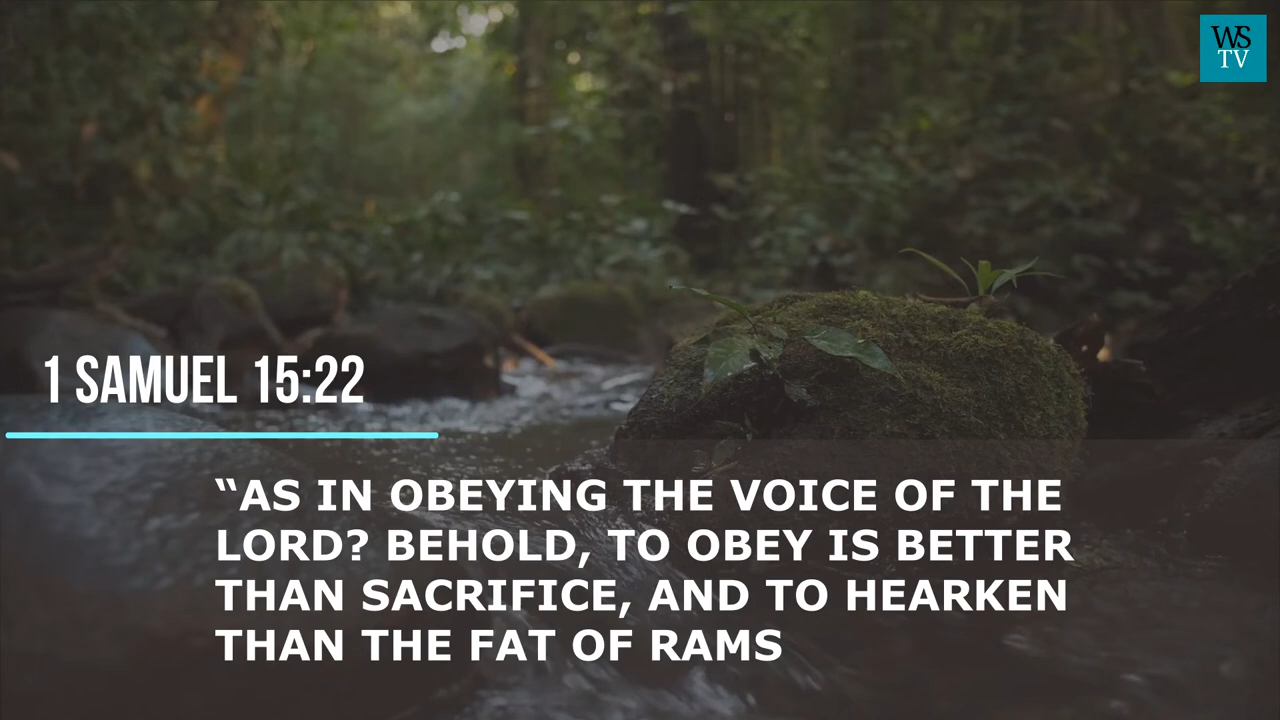 WS
TV
1 SAMUEL 15:22
“AS IN OBEYING THE VOICE OF THE
LORD? BEHOLD, TO OBEY IS BETTER
THAN SACRIFICE, AND TO HEARKEN
THAN THE FAT OF RAMS